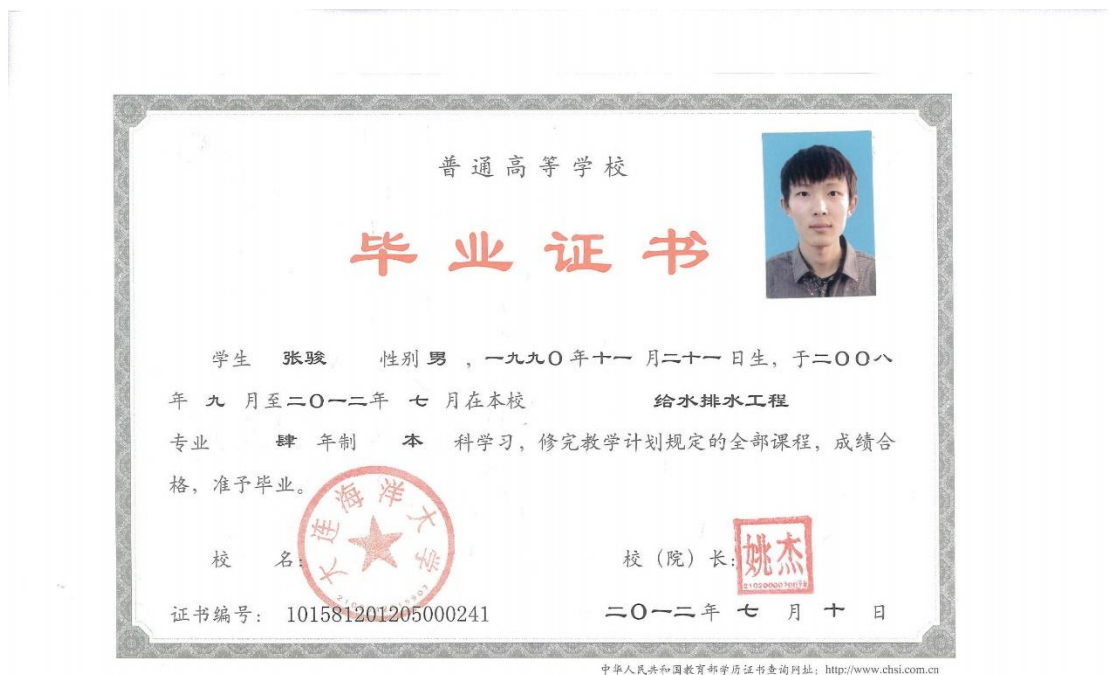 普通高等学校
毕业证书
学生 张骏 性别 男 ，一九九〇年十一月二十一日生，于二〇〇八
年 九 月至二〇一二年 七 月在本校 给水排水工程
专业 肆 年制 本 科学习，修完教学计划规定的全部课程，成绩合
格，准予毕业。
大连海洋大学
校 名： 校（院）长：
姚杰
证书编号： 101581201205000241 二〇一二年 七 月 十 日
中华人民共和国教育部学历证书查询网址：http://www.chsi.com.cn